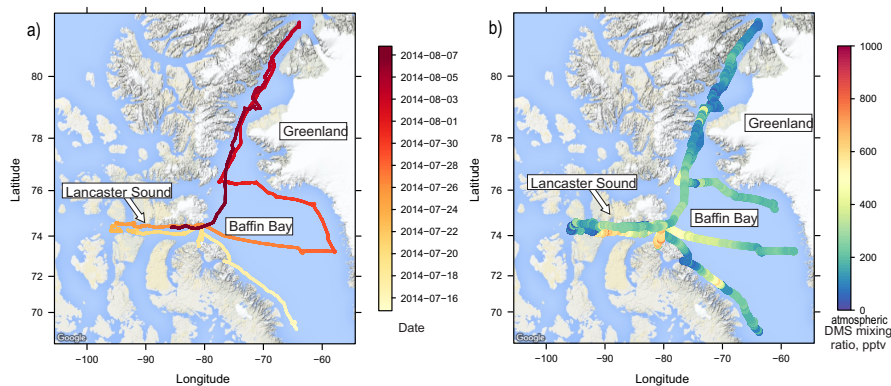 a)
80
78
76
74
72
70
Latitude
Greenland
Lancaster Sound
Baffin Bay
Google
−100
−90
−80
−70
−60
Longitude
2014−08−07
2014−08−05
2014−08−03
2014−08−01
2014−07−30
2014−07−28
2014−07−26
2014−07−24
2014−07−22
2014−07−20
2014−07−18
2014−07−16
Date
b)
80
78
76
74
72
70
Latitude
Greenland
Lancaster Sound
Baffin Bay
Google
−100
−90
−80
−70
−60
Longitude
1000
800
600
400
200
0
atmospheric
DMS mixing
ratio, pptv